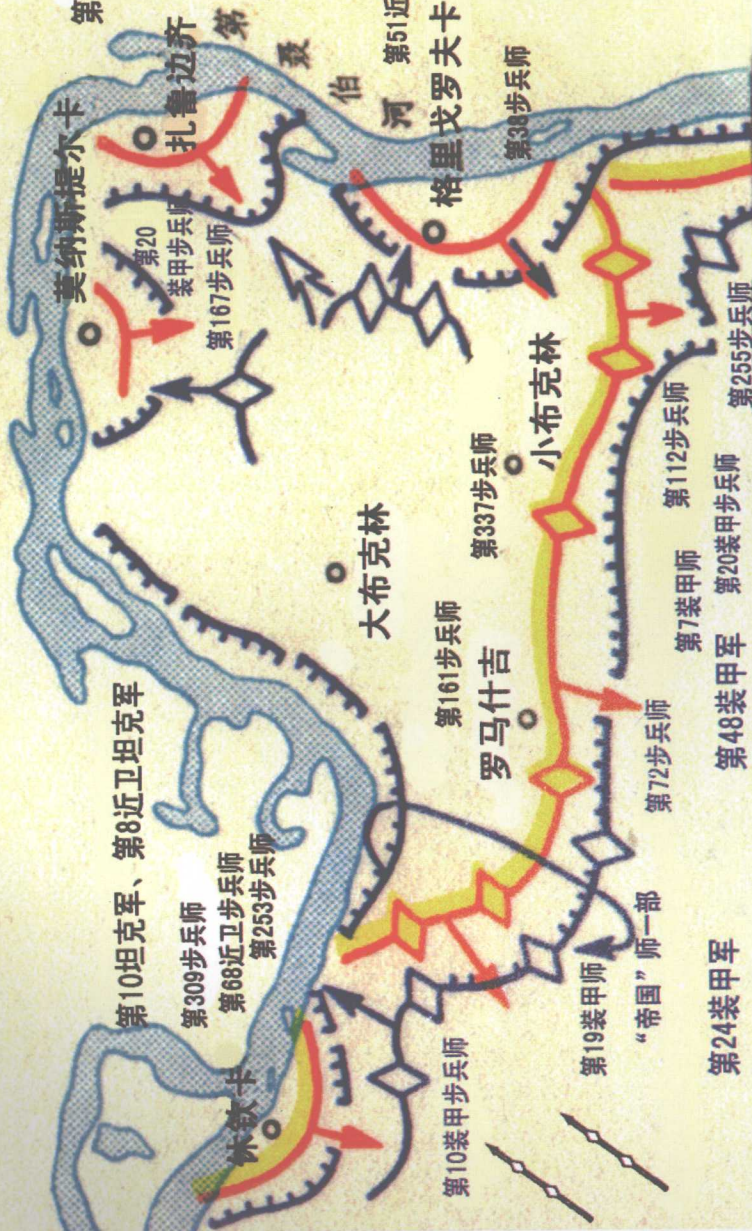 第10坦克军、第8近卫坦克军
第309步兵师
第68近卫步兵师
第253步兵师
休钦卡
莫纳斯提尔卡
第
扎鲁边齐
第20
装甲步兵师
第167步兵师
第聂伯河
第51近
格里戈罗夫卡
第38步兵师
大布克林
第161步兵师
罗马什吉
第337步兵师
小布克林
第10装甲步兵师
第19装甲师
“帝国”师一部
第24装甲军
第72步兵师
第7装甲师
第48装甲军
第112步兵师
第20装甲步兵师
第255步兵师